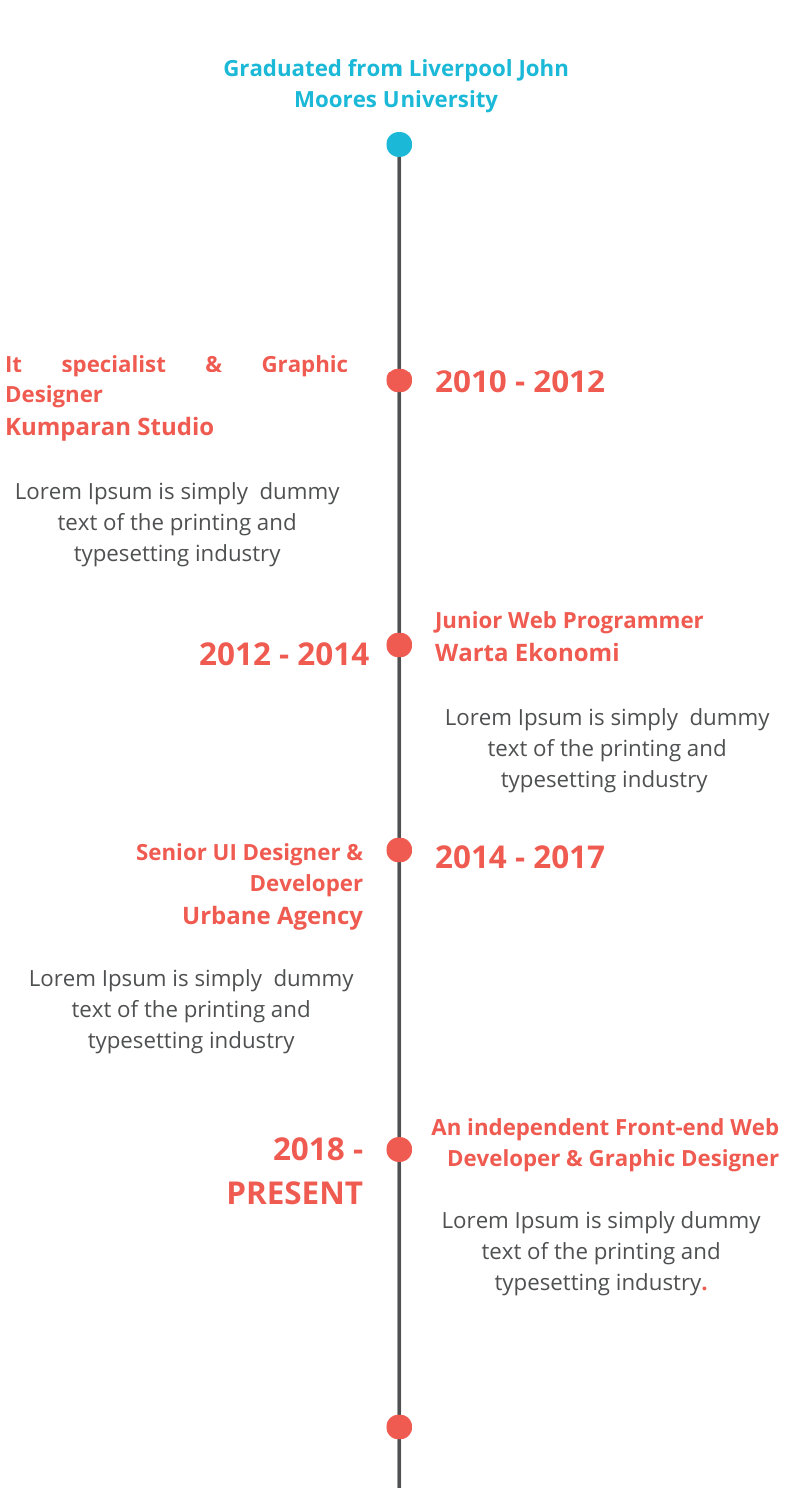 Graduated from Liverpool John
Moores University
It specialist & Graphic
Designer
Kumparan Studio
2010 - 2012
Lorem Ipsum is simply dummy
text of the printing and
typesetting industry
2012 - 2014
Junior Web Programmer
Warta Ekonomi
Lorem Ipsum is simply dummy
text of the printing and
typesetting industry
Senior UI Designer &
Developer
Urbane Agency
2014 - 2017
Lorem Ipsum is simply dummy
text of the printing and
typesetting industry
2018 -
PRESENT
An independent Front-end Web
Developer & Graphic Designer
Lorem Ipsum is simply dummy
text of the printing and
typesetting industry.